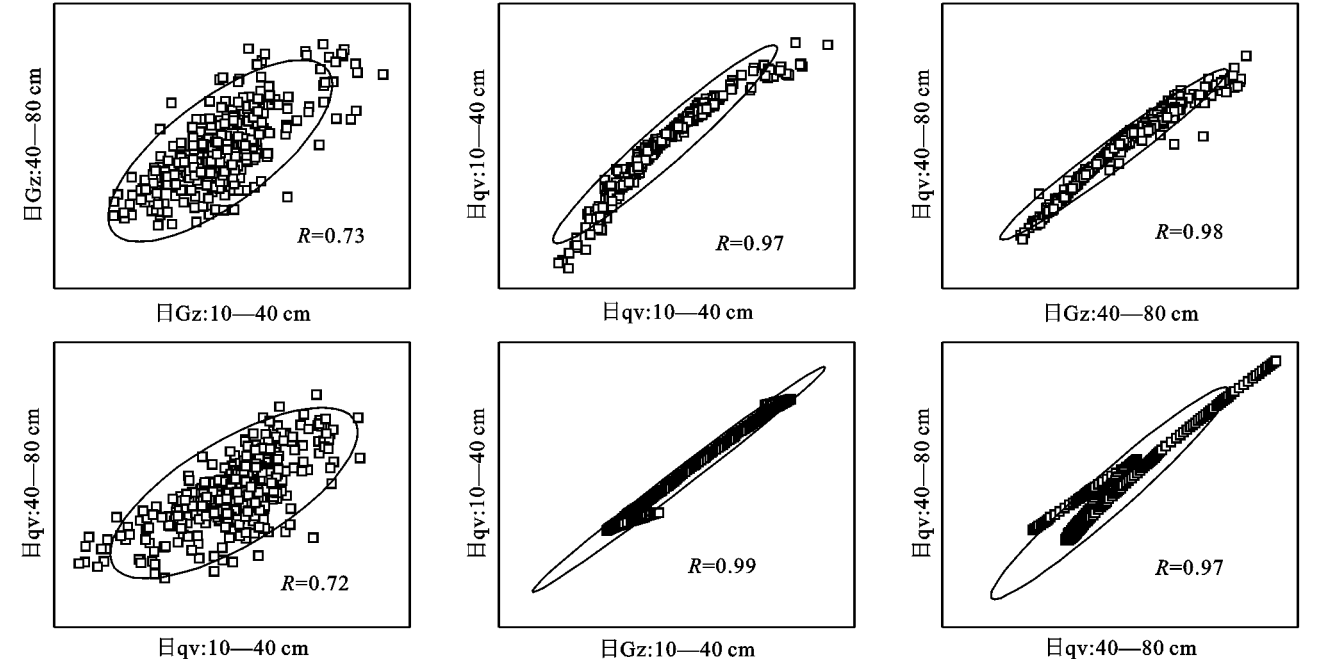 日Gz:40—80 cm
R=0.73
日Gz:10—40 cm
日qv:10—40 cm
R=0.97
日qv:10—40 cm
日qv:40—80 cm
R=0.98
日Gz:40—80 cm
日qv:40—80 cm
R=0.72
日qv:10—40 cm
日qv:10—40 cm
R=0.99
日Gz:10—40 cm
日qv:40—80 cm
R=0.97
日qv:40—80 cm